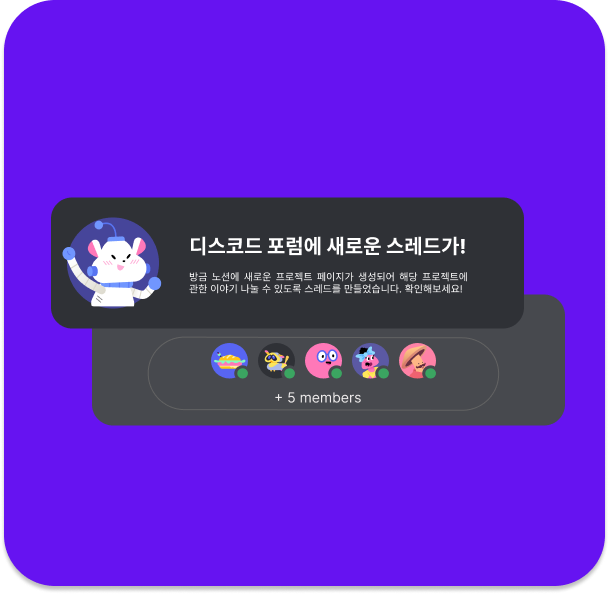 디스코드 포럼에 새로운 스레드가!
방금 노션에 새로운 프로젝트 페이지가 생성되어 해당 프로젝트에
관한 이야기 나눌 수 있도록 스레드를 만들었습니다. 확인해보세요!
+ 5 members